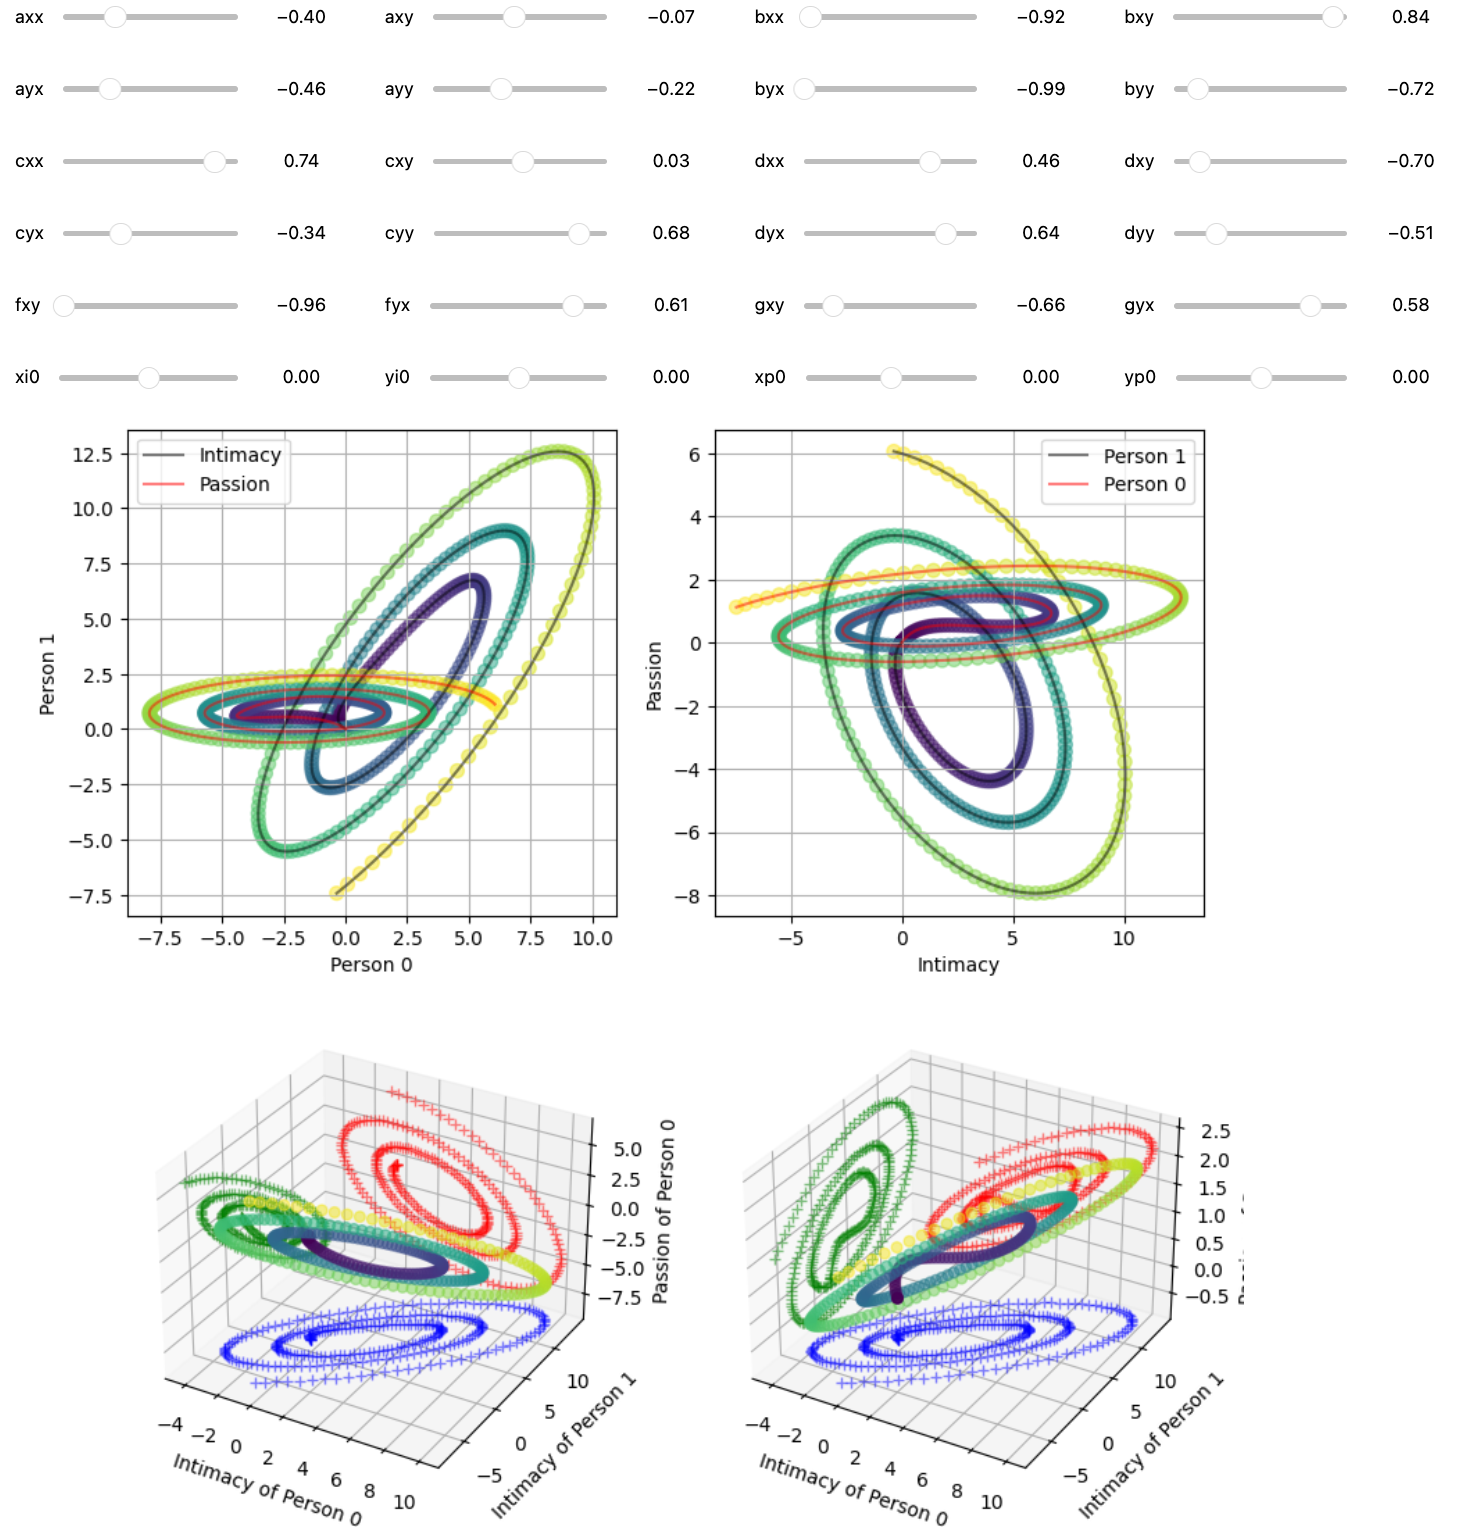 axx −0.40 axy −0.07 bxx −0.92 bxy 0.84
ayx −0.46 ayy −0.22 byx −0.99 byy −0.72
cxx 0.74 cxy 0.03 dxx 0.46 dxy −0.70
cyx −0.34 cyy 0.68 dyx 0.64 dyy −0.51
fxy −0.96 fyx 0.61 gxy −0.66 gyx 0.58
xi0 0.00 yi0 0.00 xp0 0.00 yp0 0.00
Intimacy
Passion
12.5
10.0
7.5
5.0
2.5
0.0
−2.5
−5.0
−7.5
Person 1
−7.5 −5.0 −2.5 0.0 2.5 5.0 7.5 10.0
Person 0
Person 1
Person 0
6
4
2
0
−2
−4
−6
−8
Passion
−5 0 5 10
Intimacy
5.0
2.5
0.0
−2.5
−5.0
−7.5
Passion of Person 0
−4 −2 0 2 4 6 8 10
Intimacy of Person 0
−5 0 5 10
Intimacy of Person 1
2.5
2.0
1.5
1.0
0.5
0.0
−0.5
−4 −2 0 2 4 6 8 10
Intimacy of Person 0
−5 0 5 10
Intimacy of Person 1